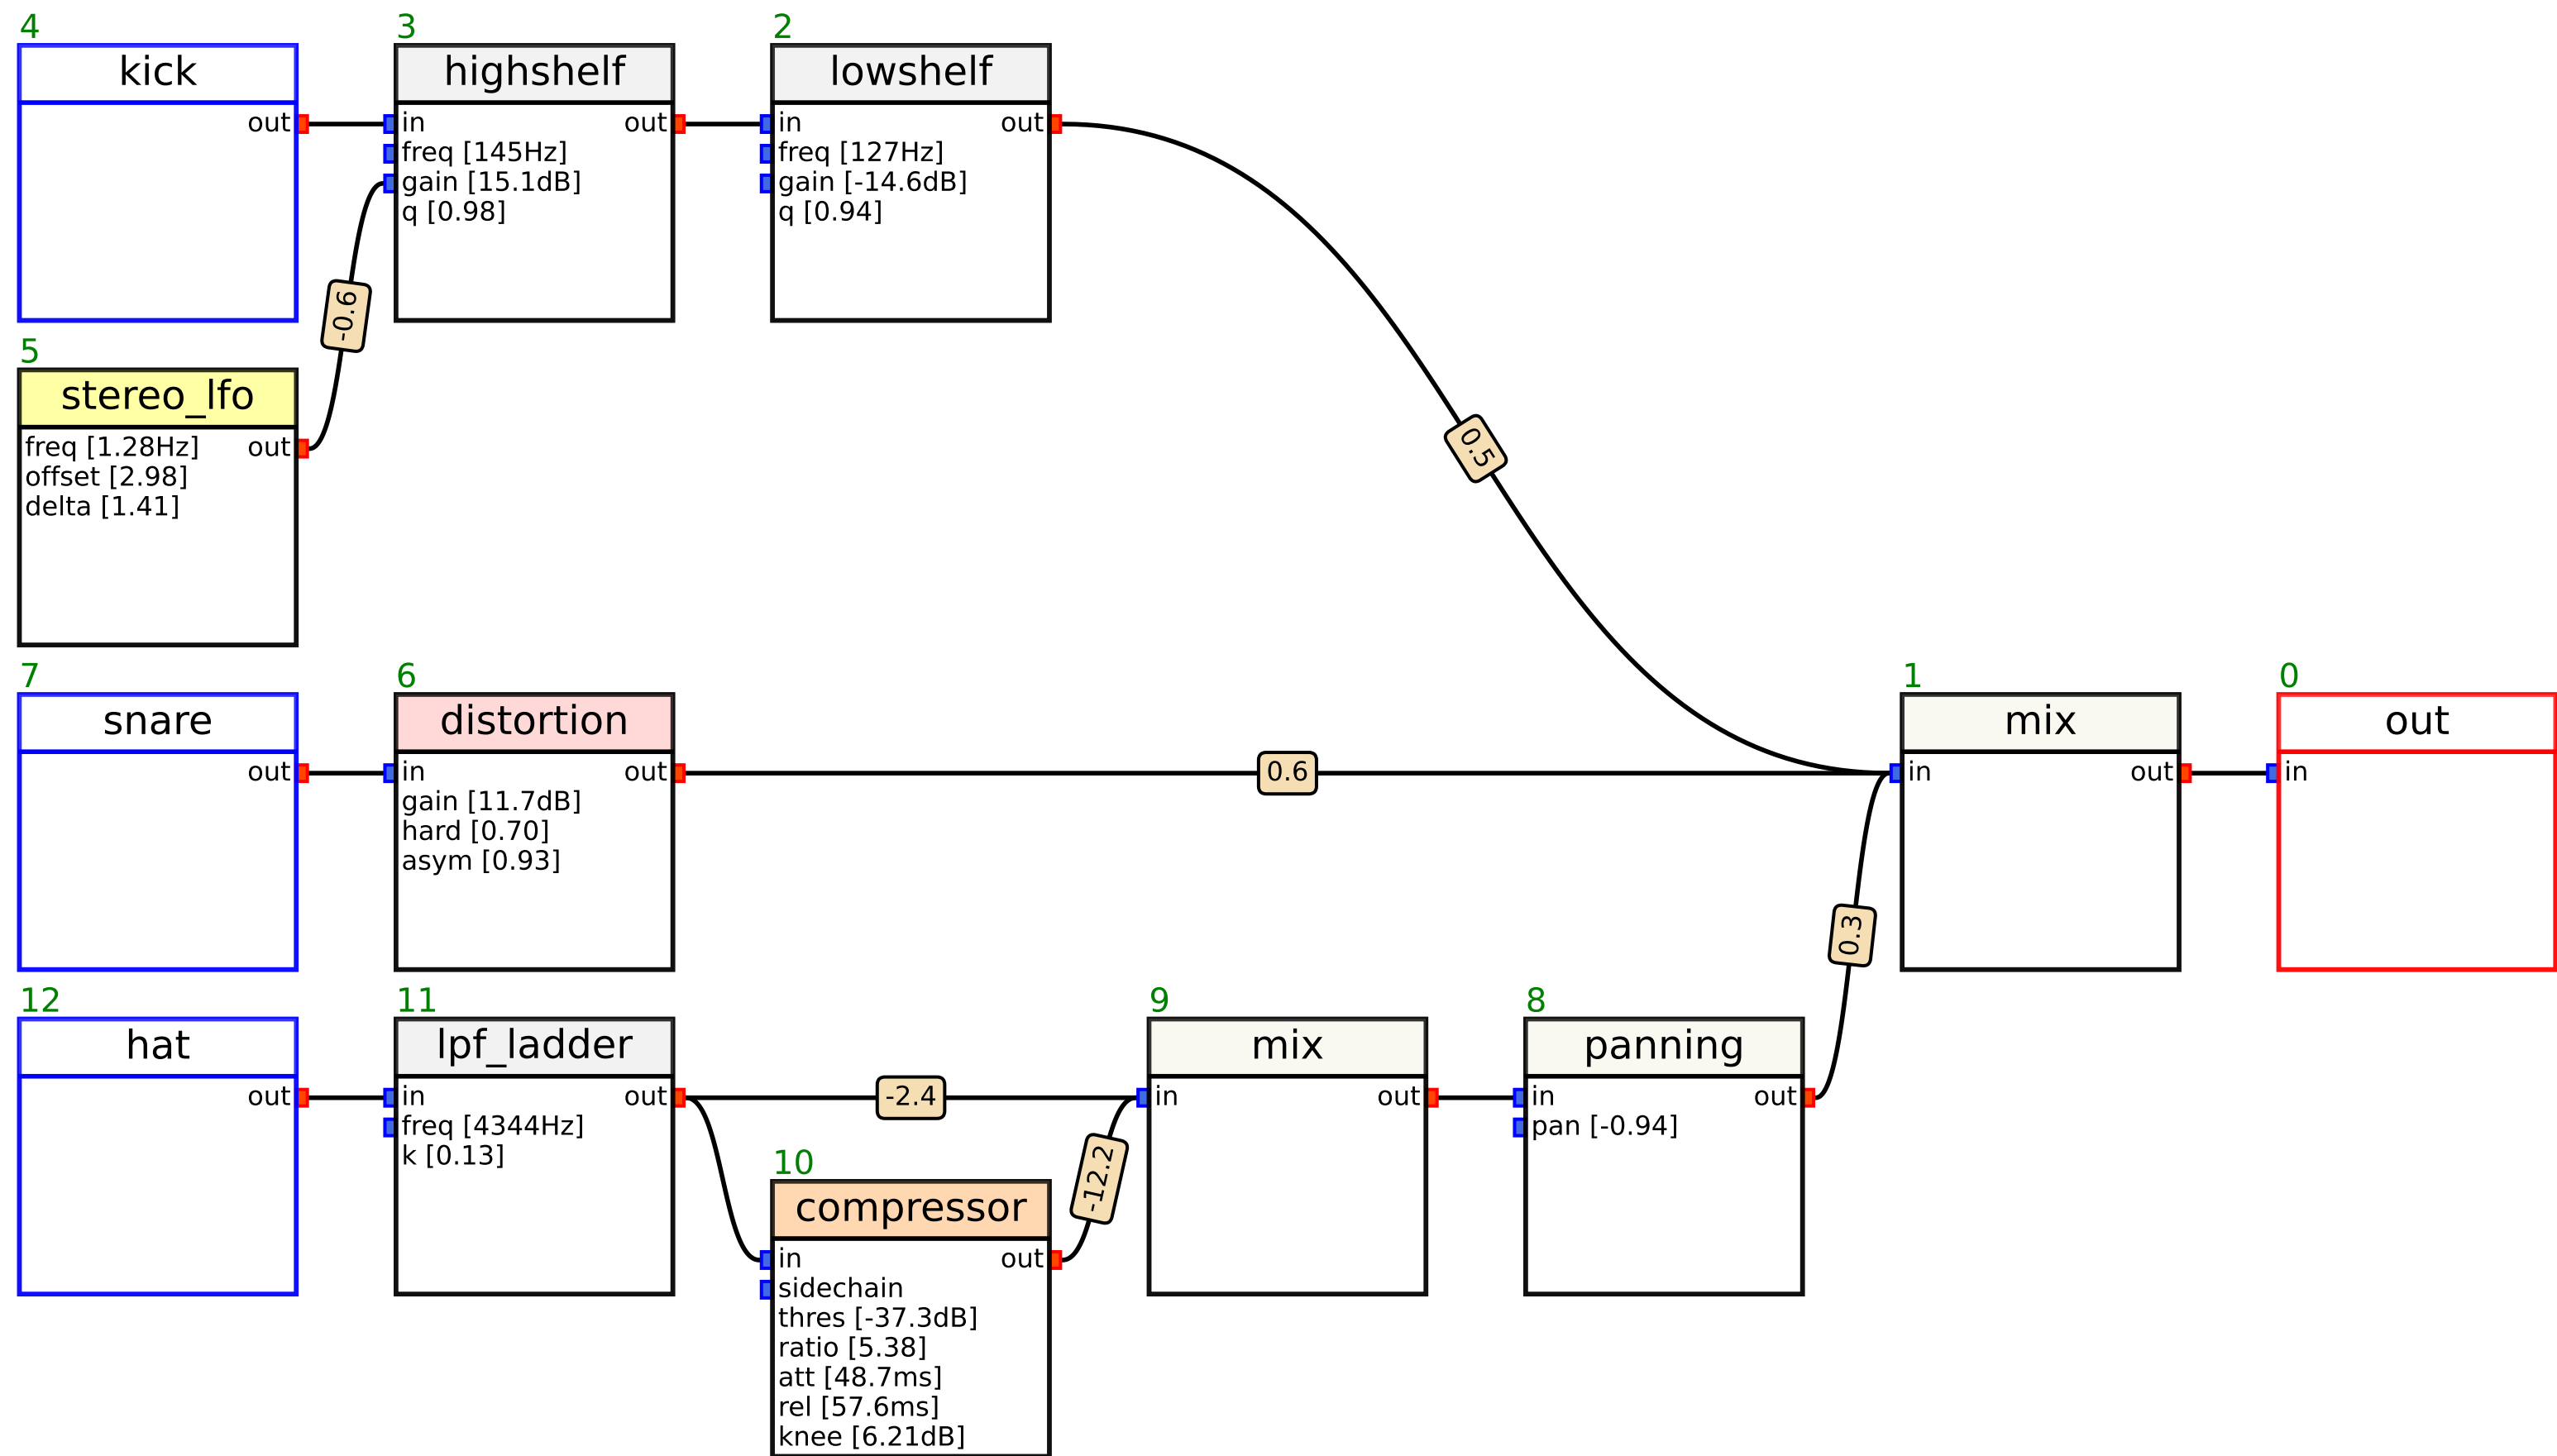 4
kick
out
3
highshelf
in out
freq [145Hz]
gain [15.1dB]
q [0.98]
2
lowshelf
in out
freq [127Hz]
gain [-14.6dB]
q [0.94]
-0.6
0.5
5
stereo_lfo
freq [1.28Hz] out
offset [2.98]
delta [1.41]
7
snare
out
6
distortion
in out
gain [11.7dB]
hard [0.70]
asym [0.93]
0.6
1
mix
in out
0
out
in
0.3
12
hat
out
11
lpf_ladder
in out
freq [4344Hz]
k [0.13]
-2.4
-12.2
10
compressor
in out
sidechain
thres [-37.3dB]
ratio [5.38]
att [48.7ms]
rel [57.6ms]
knee [6.21dB]
9
mix
in out
8
panning
in out
pan [-0.94]